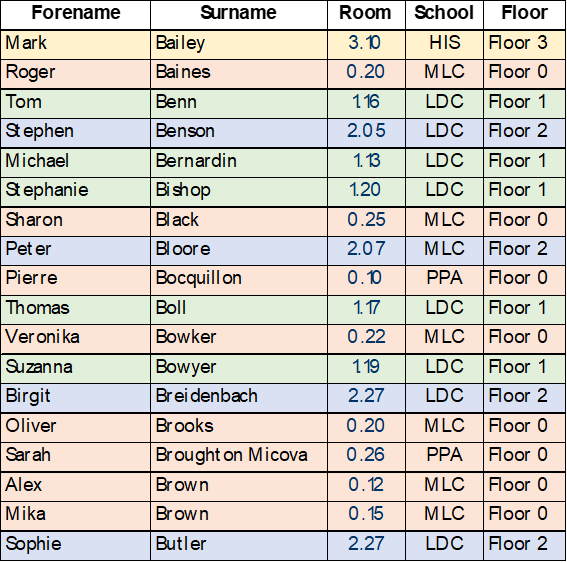 Forename Surname Room School Floor
Mark Bailey 3.10 HIS Floor 3
Roger Baines 0.20 MLC Floor 0
Tom Benn 1.16 LDC Floor 1
Stephen Benson 2.05 LDC Floor 2
Michael Bernardin 1.13 LDC Floor 1
Stephanie Bishop 1.20 LDC Floor 1
Sharon Black 0.25 MLC Floor 0
Peter Bloore 2.07 MLC Floor 2
Pierre Bocquillon 0.10 PPA Floor 0
Thomas Boll 1.17 LDC Floor 1
Veronika Bowker 0.22 MLC Floor 0
Suzanna Bowyer 1.19 LDC Floor 1
Birgit Breidenbach 2.27 LDC Floor 2
Oliver Brooks 0.20 MLC Floor 0
Sarah Broughton Micova 0.26 PPA Floor 0
Alex Brown 0.12 MLC Floor 0
Mika Brown 0.15 MLC Floor 0
Sophie Butler 2.27 LDC Floor 2